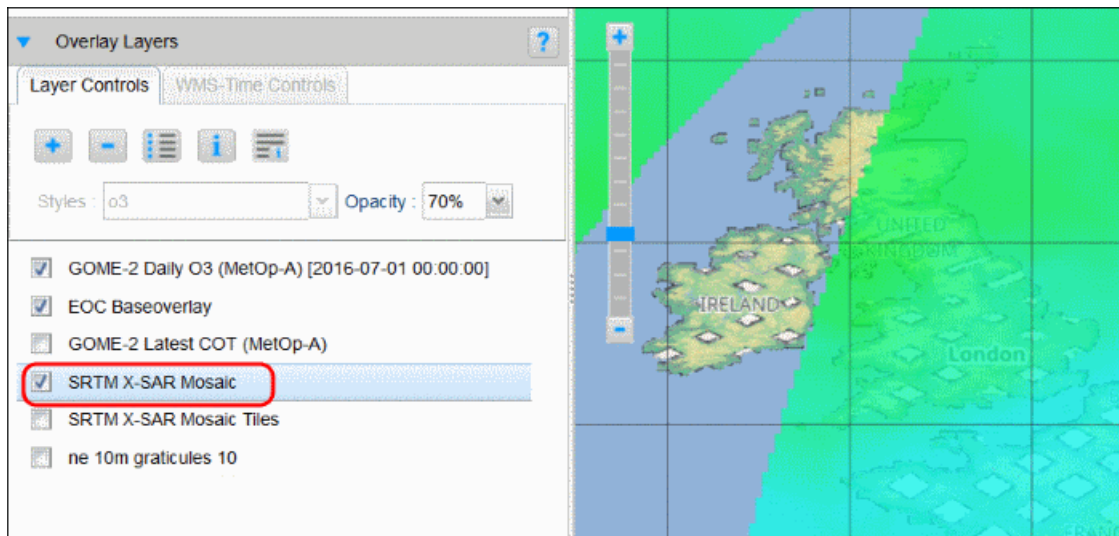 Overlay Layers
?
Layer Controls
WMS-Time Controls
+ - i i
Styles : o3
Opacity : 70%
GOME-2 Daily O3 (MetOp-A) [2016-07-01 00:00:00]
EOC Baseoverlay
GOME-2 Latest COT (MetOp-A)
SRTM X-SAR Mosaic
SRTM X-SAR Mosaic Tiles
ne 10m graticules 10
+
-
UNITED
KINGDOM
IRELAND
London